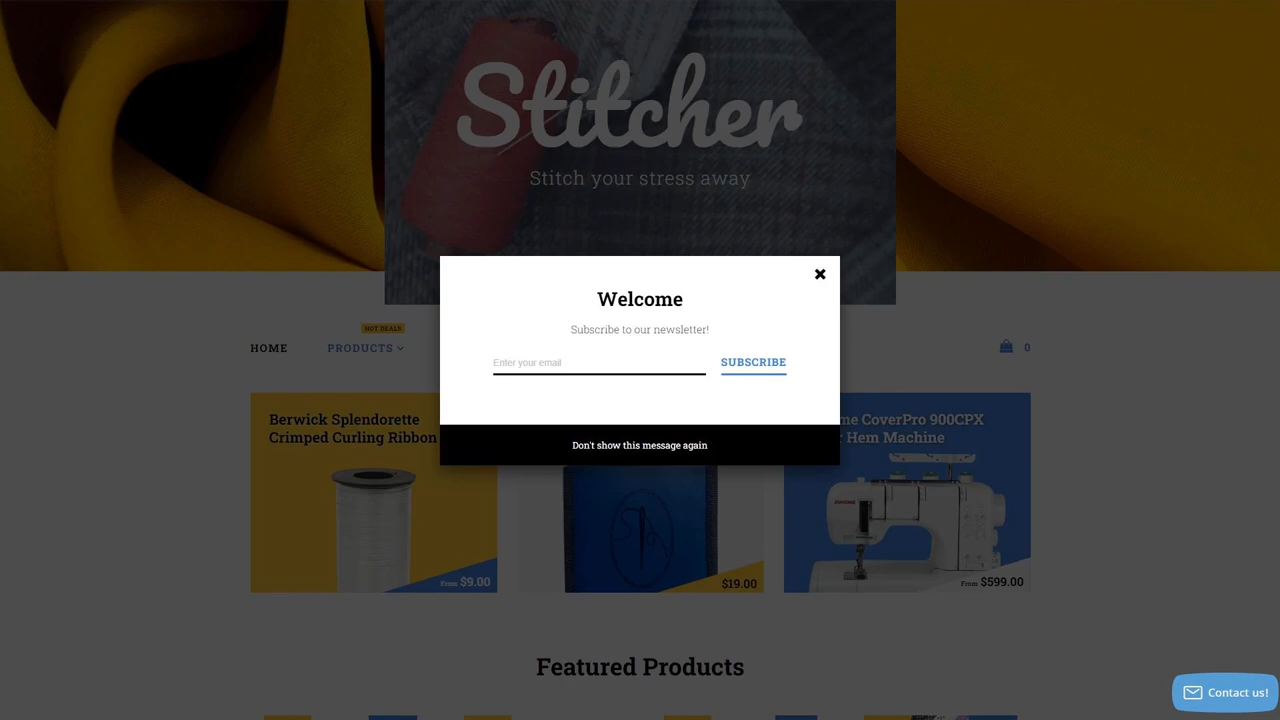 Stitcher
Stitch your stress away
Welcome
Subscribe to our newsletter!
Enter your email
SUBSCRIBE
Don't show this message again
HOT DEALS
HOME
PRODUCTS
0
Berwick Splendorette
Crimped Curling Ribbon
From $9.00
$19.00
me CoverPro 900CPX
Hem Machine
JANOME
From $599.00
Featured Products
Contact us!